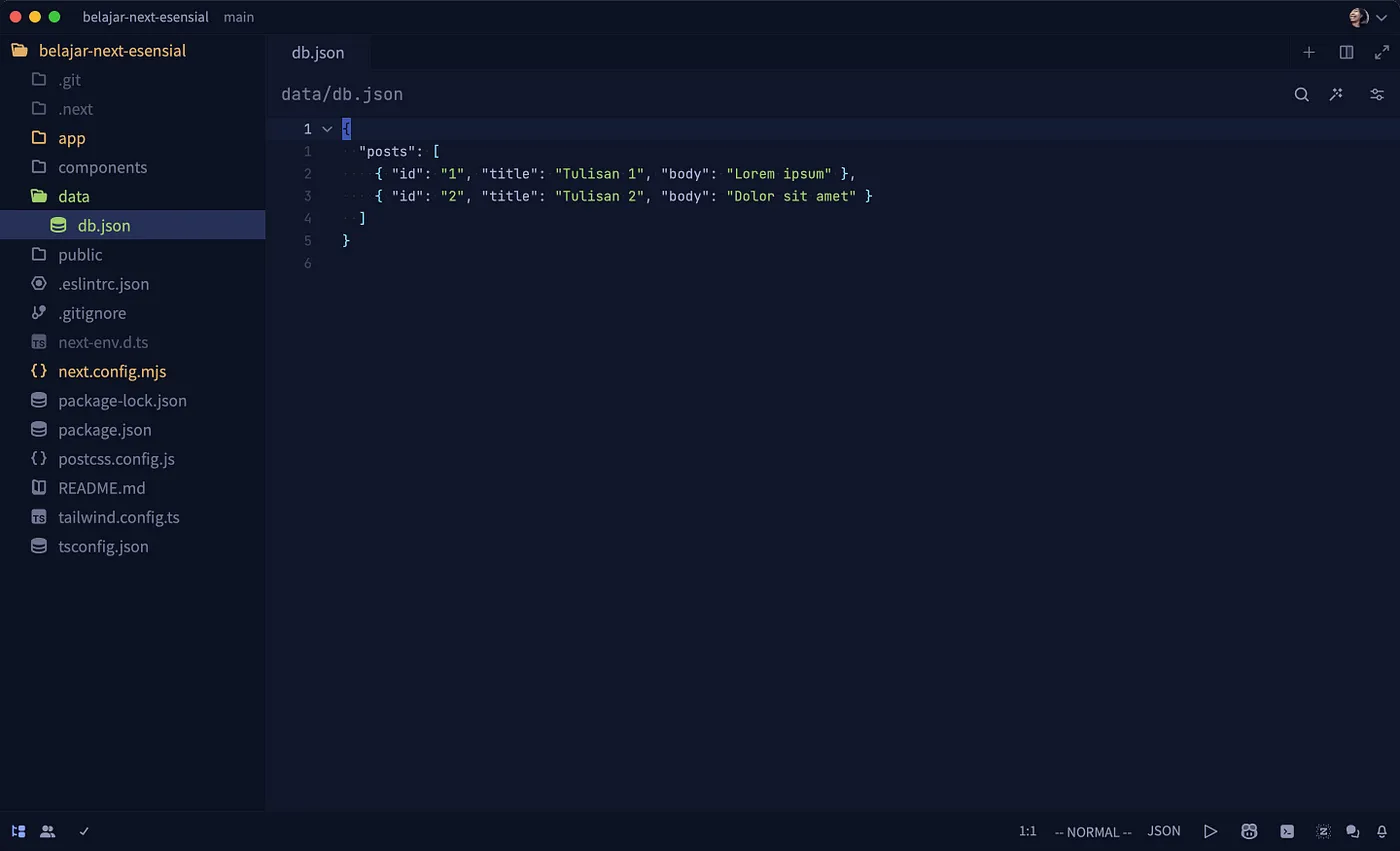 belajar-next-esensial main
belajar-next-esensial
.git
.next
app
components
data
db.json
public
.eslintrc.json
.gitignore
TS next-env.d.ts
{} next.config.mjs
package-lock.json
package.json
{} postcss.config.js
README.md
TS tailwind.config.ts
tsconfig.json
db.json
data/db.json
1 {
1 "posts": [
2 { "id": "1", "title": "Tulisan 1", "body": "Lorem ipsum" },
3 { "id": "2", "title": "Tulisan 2", "body": "Dolor sit amet" }
4 ]
5 }
6
1:1 -- NORMAL -- JSON